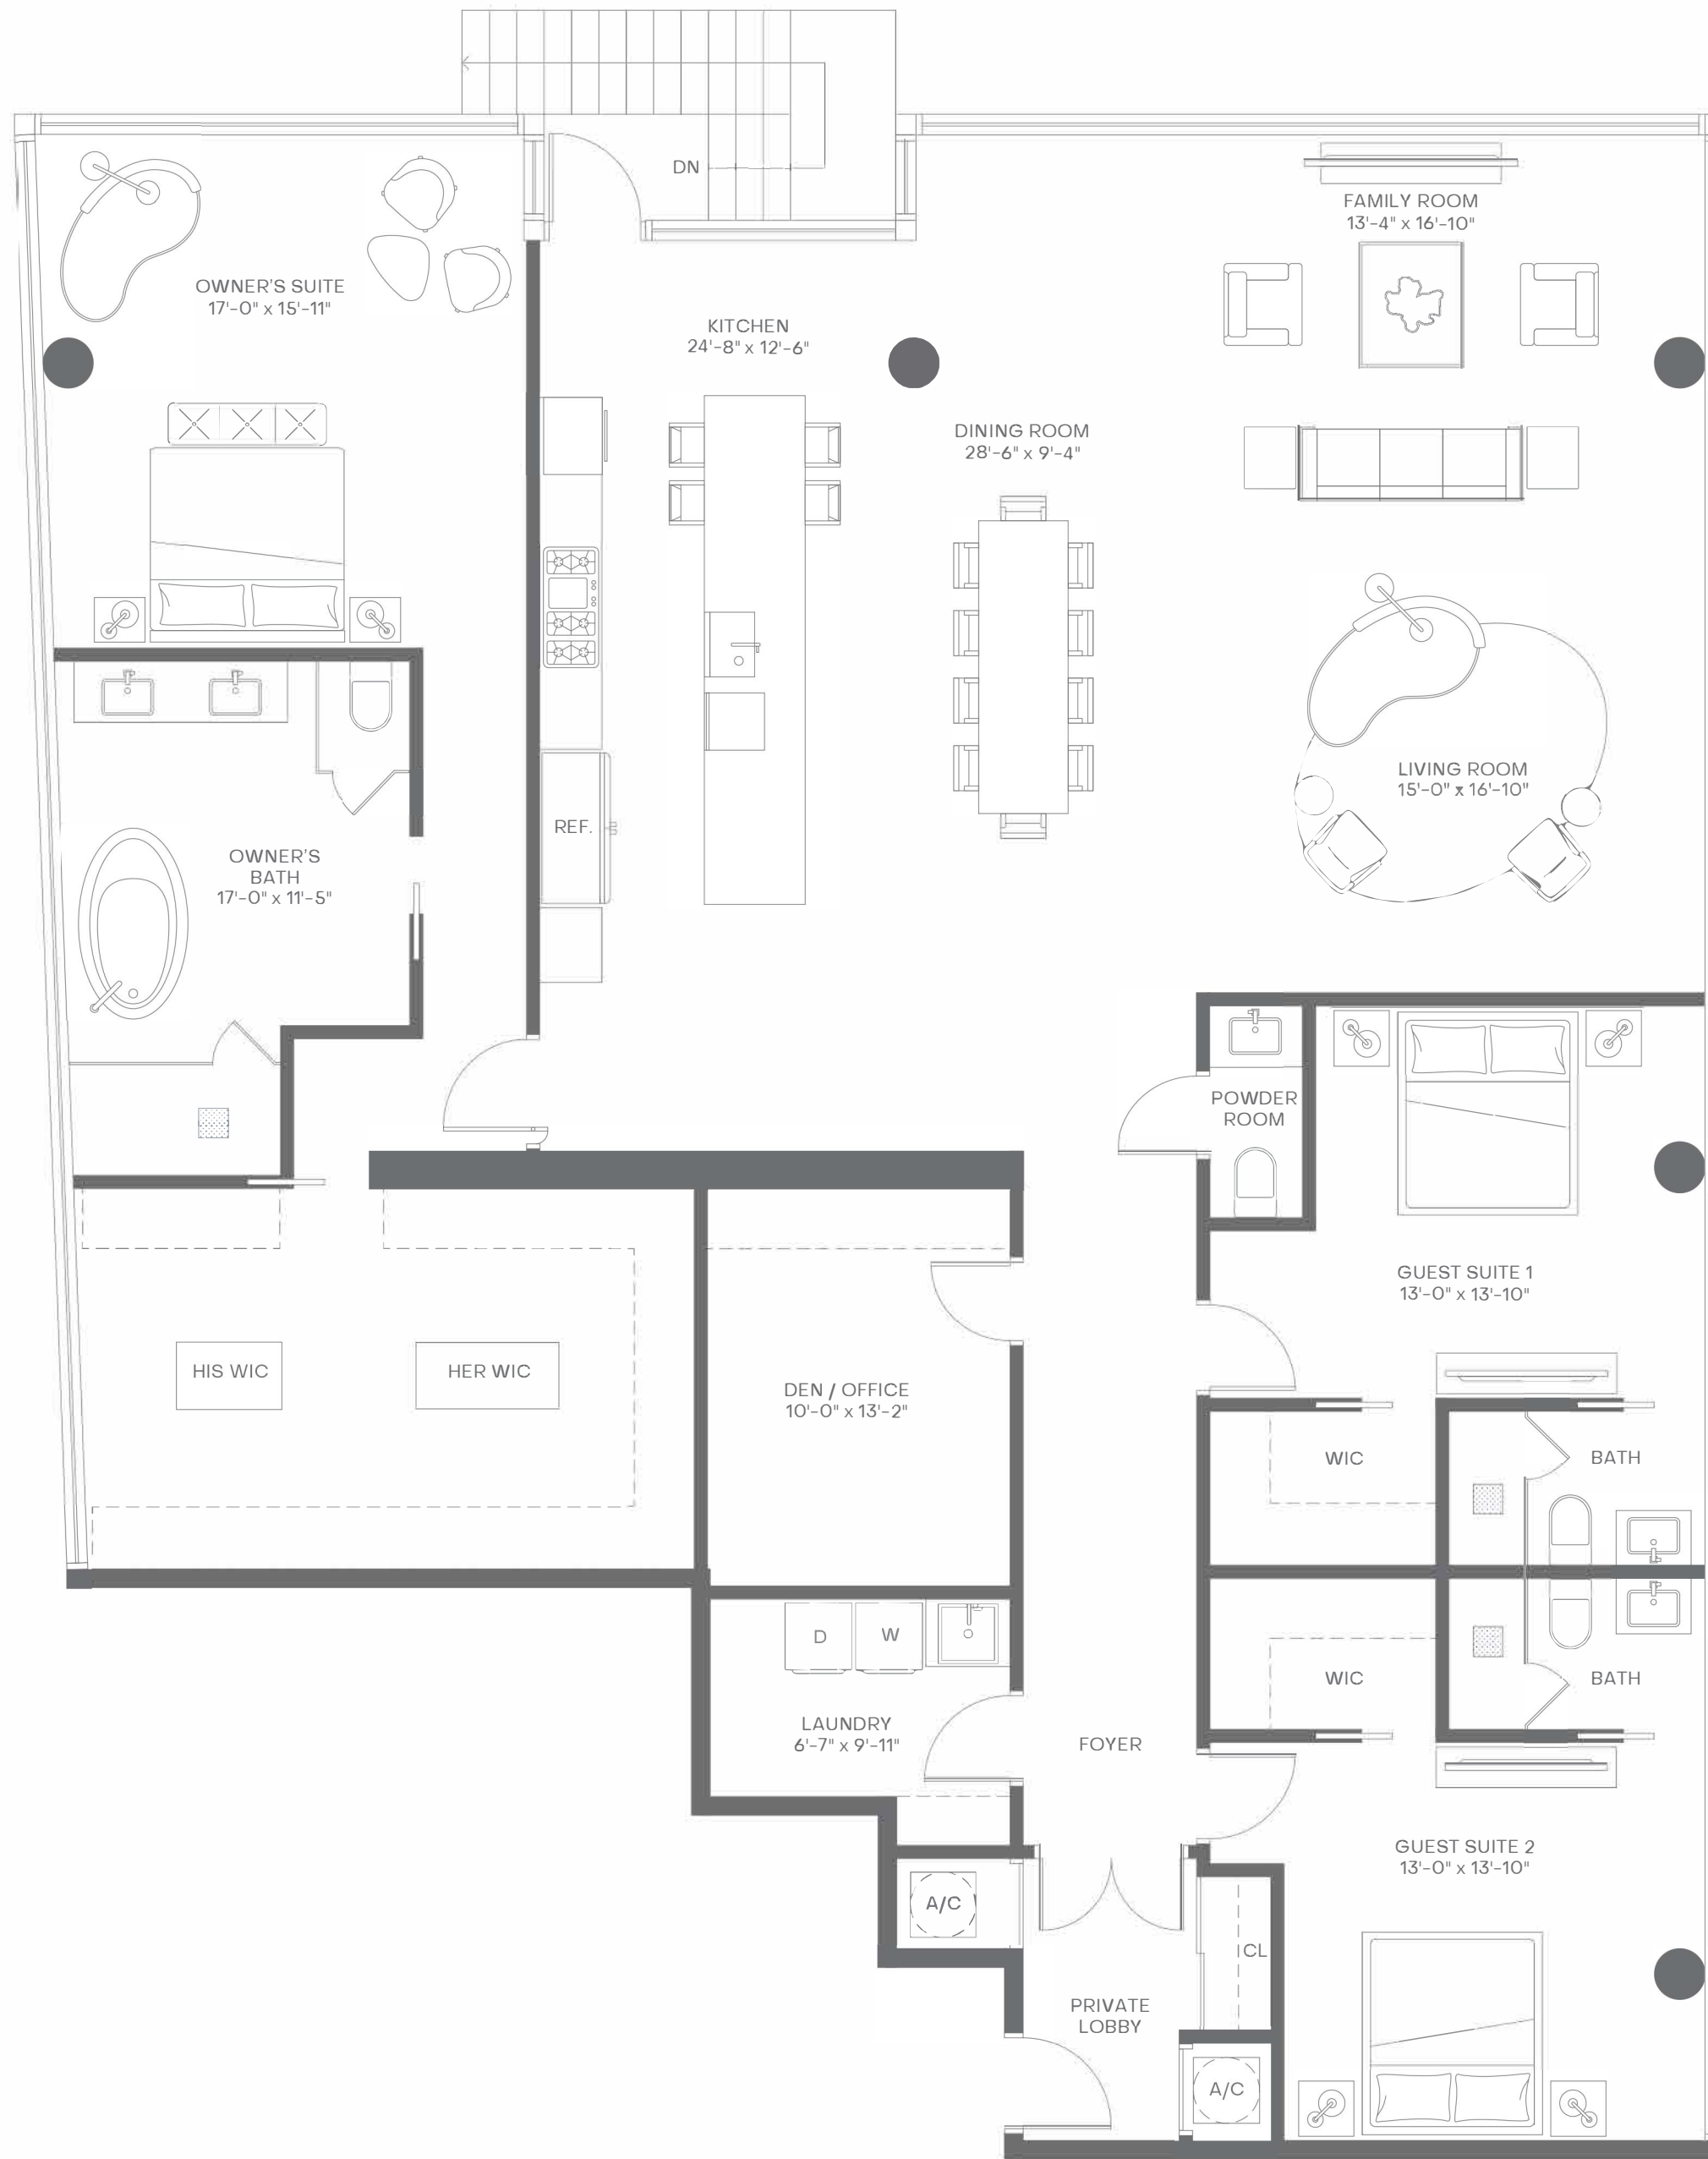 DN
FAMILY ROOM
13'-4" x 16'-10"
OWNER'S SUITE
17'-0" x 15'-11"
KITCHEN
24'-8" x 12'-6"
DINING ROOM
28'-6" x 9'-4"
LIVING ROOM
15'-0" x 16'-10"
REF.
OWNER'S
BATH
17'-0" x 11'-5"
POWDER
ROOM
GUEST SUITE 1
13'-0" x 13'-10"
HIS WIC
HER WIC
DEN / OFFICE
10'-0" x 13'-2"
WIC
BATH
D
W
WIC
BATH
LAUNDRY
6'-7" x 9'-11"
FOYER
GUEST SUITE 2
13'-0" x 13'-10"
A/C
CL
PRIVATE
LOBBY
A/C